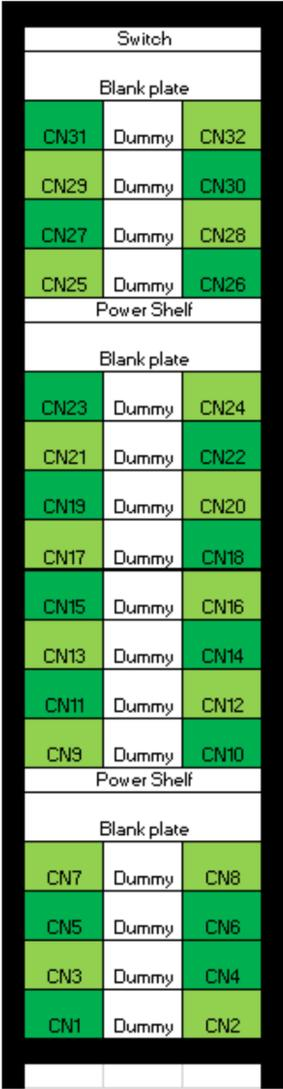 Switch
Blank plate
CN31 Dummy CN32
CN29 Dummy CN30
CN27 Dummy CN28
CN25 Dummy CN26
Power Shelf
Blank plate
CN23 Dummy CN24
CN21 Dummy CN22
CN19 Dummy CN20
CN17 Dummy CN18
CN15 Dummy CN16
CN13 Dummy CN14
CN11 Dummy CN12
CN9 Dummy CN10
Power Shelf
Blank plate
CN7 Dummy CN8
CN5 Dummy CN6
CN3 Dummy CN4
CN1 Dummy CN2